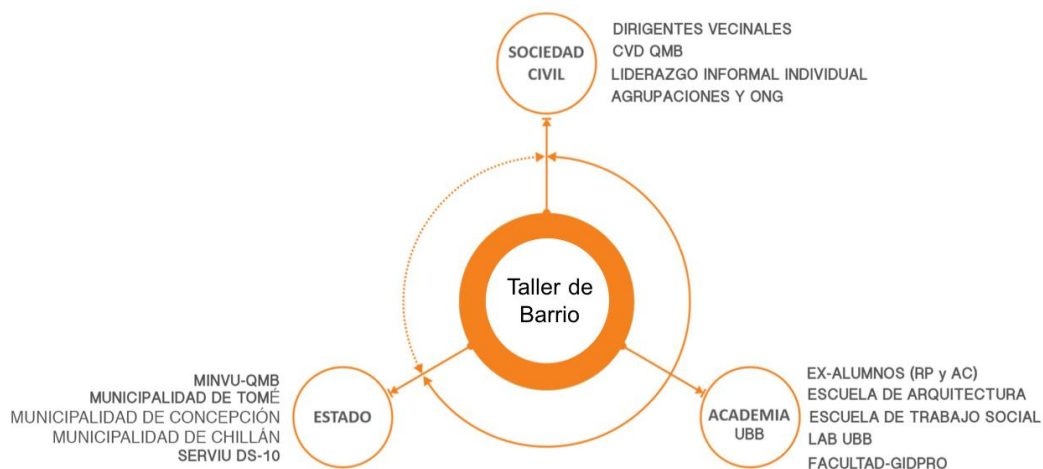 SOCIEDAD
CIVIL
DIRIGENTES VECINALES
CVD QMB
LIDERAZGO INFORMAL INDIVIDUAL
AGRUPACIONES Y ONG
Taller de
Barrio
MINVU-QMB
MUNICIPALIDAD DE TOMÉ
MUNICIPALIDAD DE CONCEPCIÓN
MUNICIPALIDAD DE CHILLÁN
SERVIU DS-10
ESTADO
ACADEMIA
UBB
EX-ALUMNOS (RP y AC)
ESCUELA DE ARQUITECTURA
ESCUELA DE TRABAJO SOCIAL
LAB UBB
FACULTAD-GIDPRO